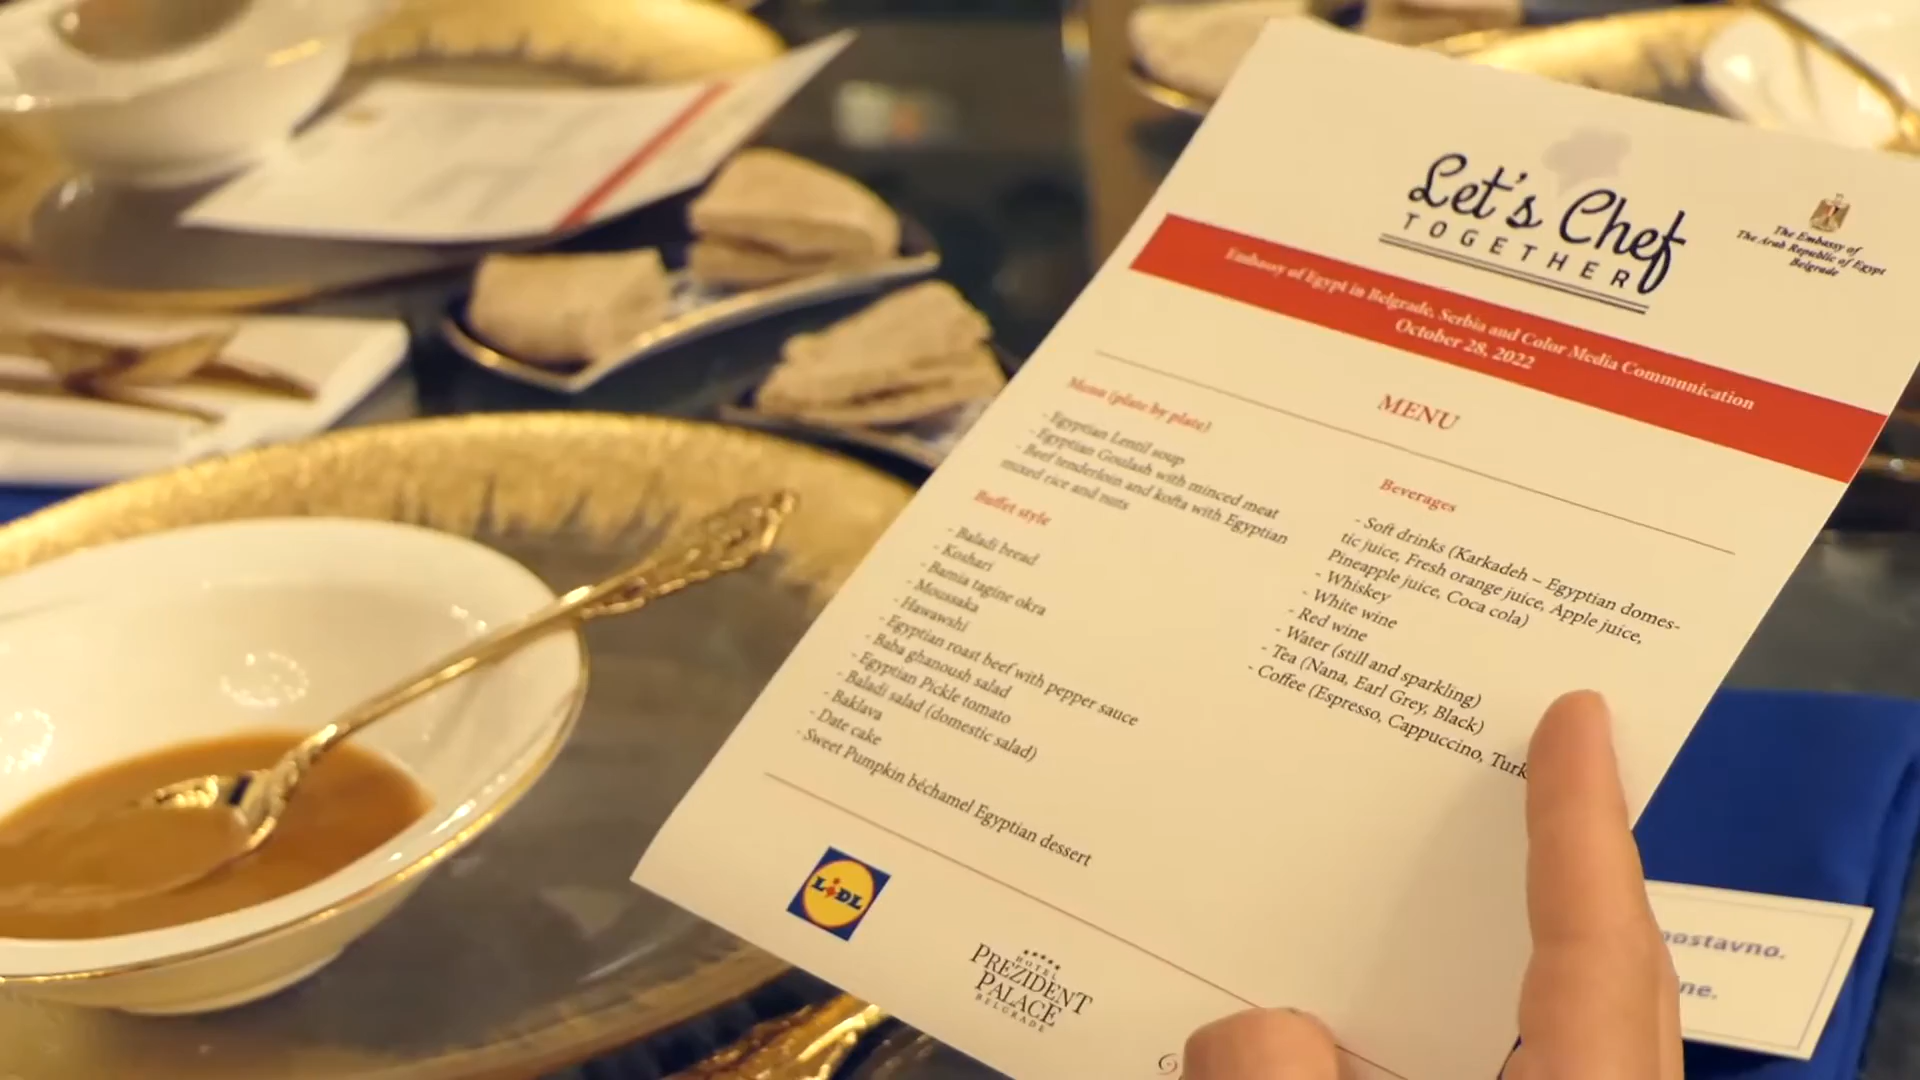 Let's Chef
TOGETHER
The Embassy of
The Arab Republic of Egypt
Belgrade
Embassy of Egypt in Belgrade, Serbia and Color Media Communication
October 28, 2022
MENU
Menu (plate by plate)
- Egyptian Lentil soup
- Egyptian Goulash with minced meat
- Beef tenderloin and kofta with Egyptian
mixed rice and nuts
Buffet style
- Baladi bread
- Koshari
- Bamia tagine okra
- Moussaka
- Hawawshi
- Egyptian roast beef with pepper sauce
- Baba ghanoush salad
- Egyptian Pickle tomato
- Baladi salad (domestic salad)
- Baklava
- Date cake
- Sweet Pumpkin béchamel Egyptian dessert
Beverages
- Soft drinks (Karkadeh – Egyptian domes-
tic juice, Fresh orange juice, Apple juice,
Pineapple juice, Coca cola)
- Whiskey
- White wine
- Red wine
- Water (still and sparkling)
- Tea (Nana, Earl Grey, Black)
- Coffee (Espresso, Cappuccino, Turk
LIDL
HOTEL
PREZIDENT
PALACE
BELGRADE
postavno.
ne.